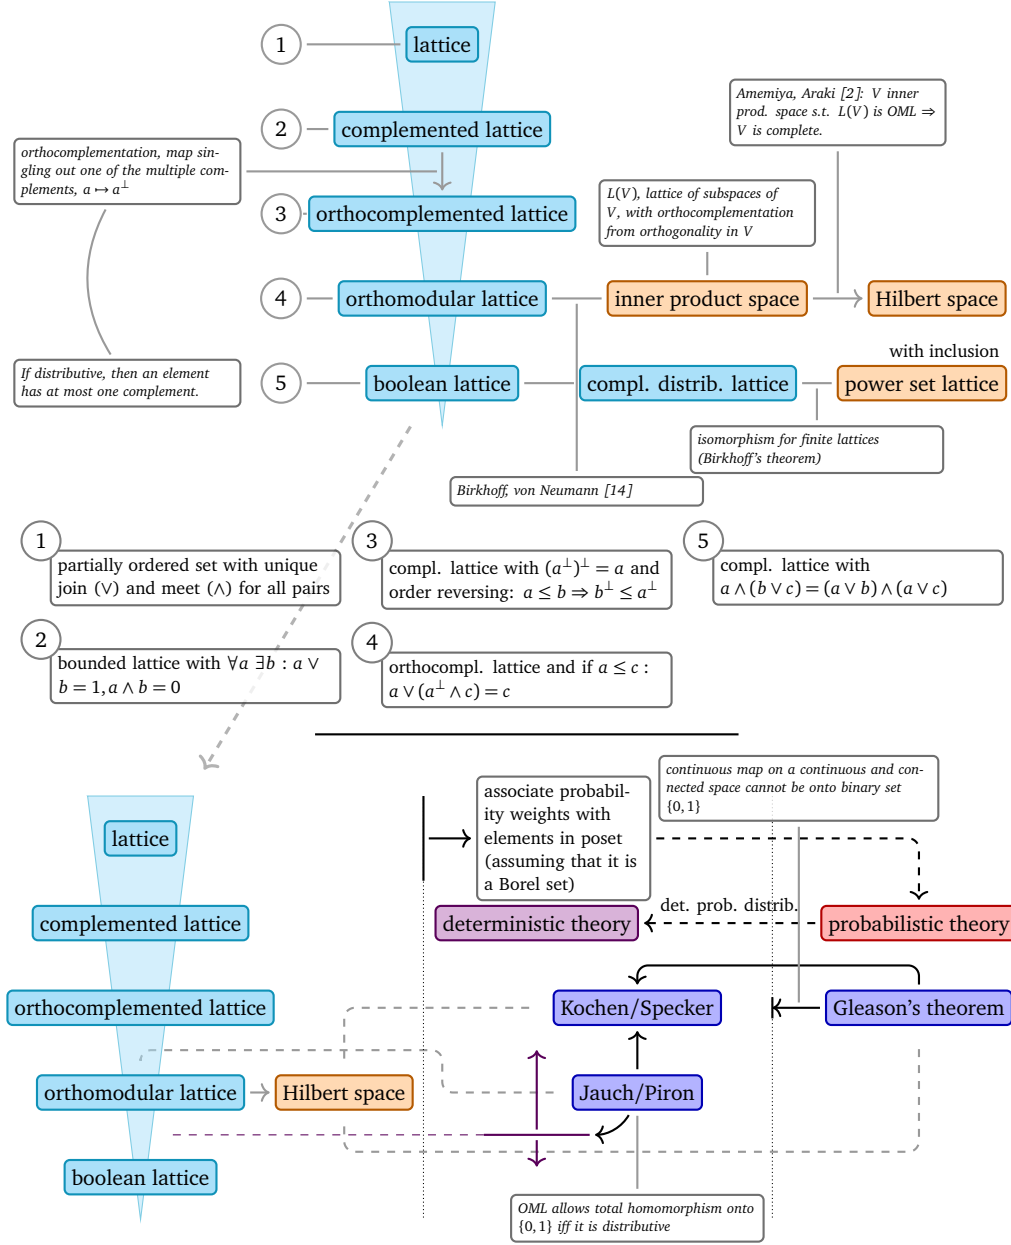 1
lattice
2
complemented lattice
Amemiya, Araki [2]: V inner
prod. space s.t. L(V) is OML ⇒
V is complete.
orthocomplementation, map sin-
gling out one of the multiple com-
plements, a ↦ a⊥
3
orthocomplemented lattice
L(V), lattice of subspaces of
V, with orthocomplementation
from orthogonality in V
4
orthomodular lattice
inner product space
Hilbert space
with inclusion
If distributive, then an element
has at most one complement.
5
boolean lattice
compl. distrib. lattice
power set lattice
isomorphism for finite lattices
(Birkhoff's theorem)
Birkhoff, von Neumann [14]
1
partially ordered set with unique
join (∨) and meet (∧) for all pairs
3
compl. lattice with (a⊥)⊥ = a and
order reversing: a ≤ b ⇒ b⊥ ≤ a⊥
5
compl. lattice with
a ∧ (b ∨ c) = (a ∨ b) ∧ (a ∨ c)
2
bounded lattice with ∀a ∃b : a ∨
b = 1, a ∧ b = 0
4
orthocompl. lattice and if a ≤ c :
a ∨ (a⊥ ∧ c) = c
continuous map on a continuous and con-
nected space cannot be onto binary set
{0, 1}
associate probabil-
ity weights with
elements in poset
(assuming that it is
a Borel set)
lattice
complemented lattice
deterministic theory
det. prob. distrib.
probabilistic theory
orthocomplemented lattice
Kochen/Specker
Gleason's theorem
orthomodular lattice
Hilbert space
Jauch/Piron
boolean lattice
OML allows total homomorphism onto
{0, 1} iff it is distributive